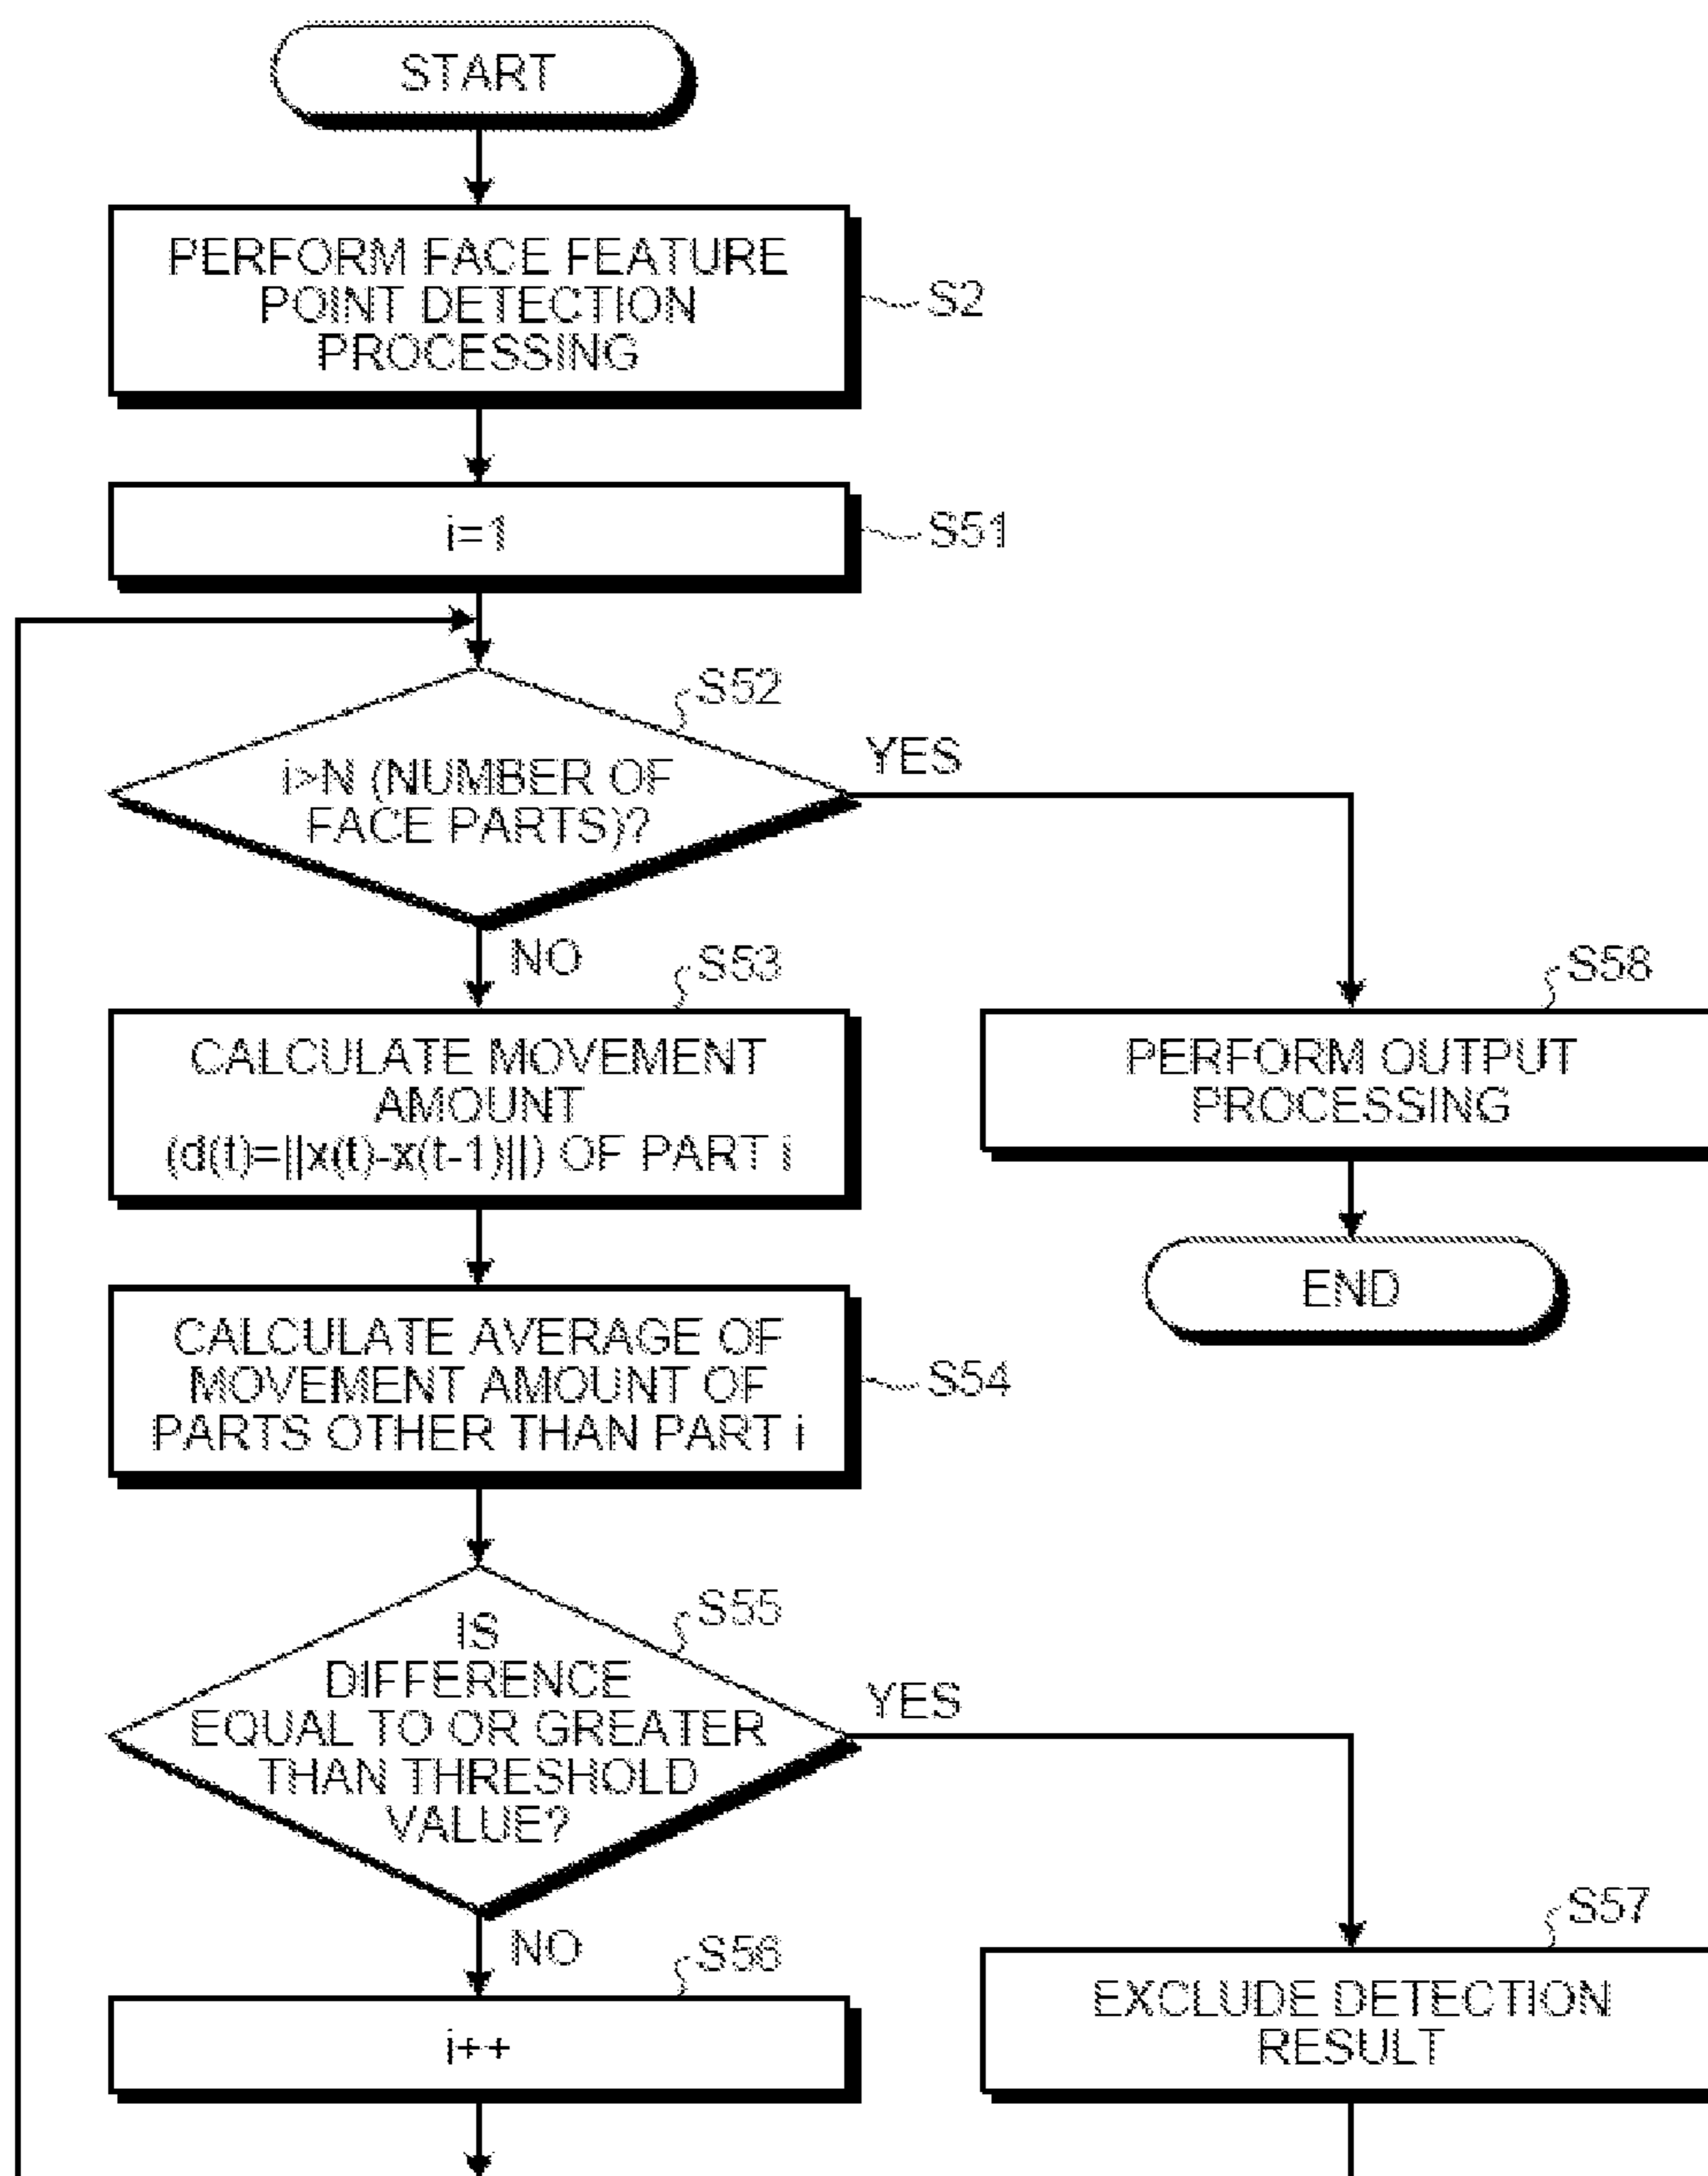 START
PERFORM FACE FEATURE
POINT DETECTION
PROCESSING
S2
i=1
S51
S52
i>N (NUMBER OF
FACE PARTS)?
YES
NO
S53
CALCULATE MOVEMENT
AMOUNT
(d(t)=||x(t)-x(t-1)||) OF PART i
S58
PERFORM OUTPUT
PROCESSING
END
CALCULATE AVERAGE OF
MOVEMENT AMOUNT OF
PARTS OTHER THAN PART i
S54
S55
IS
DIFFERENCE
EQUAL TO OR GREATER
THAN THRESHOLD
VALUE?
YES
NO
S56
i++
S57
EXCLUDE DETECTION
RESULT